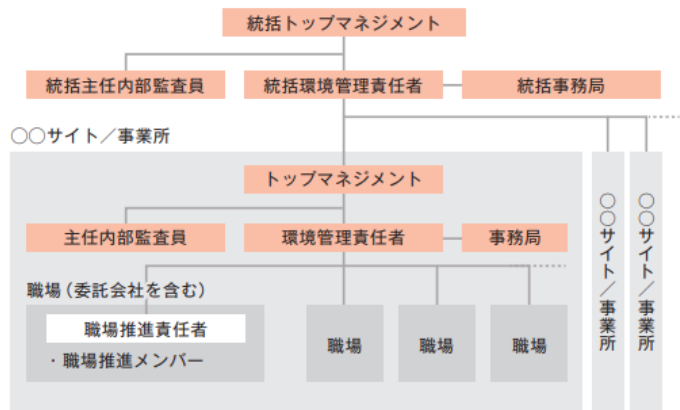 統括トップマネジメント
統括主任内部監査員
統括環境管理責任者
統括事務局
○○サイト／事業所
トップマネジメント
主任内部監査員
環境管理責任者
事務局
職場（委託会社を含む）
職場推進責任者
・職場推進メンバー
職場
職場
職場
○○サイト／事業所
○○サイト／事業所